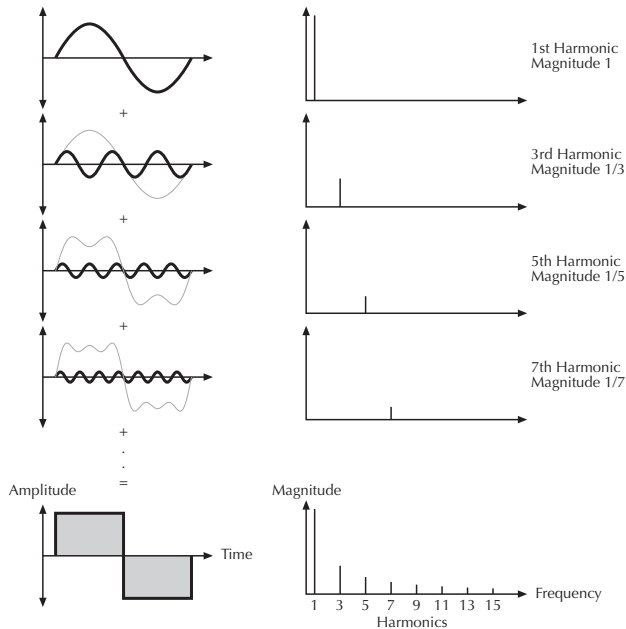 1st Harmonic
Magnitude 1
+
3rd Harmonic
Magnitude 1/3
+
5th Harmonic
Magnitude 1/5
+
7th Harmonic
Magnitude 1/7
+
.
.
=
Amplitude
Magnitude
Time
Frequency
1 3 5 7 9 11 13 15
Harmonics